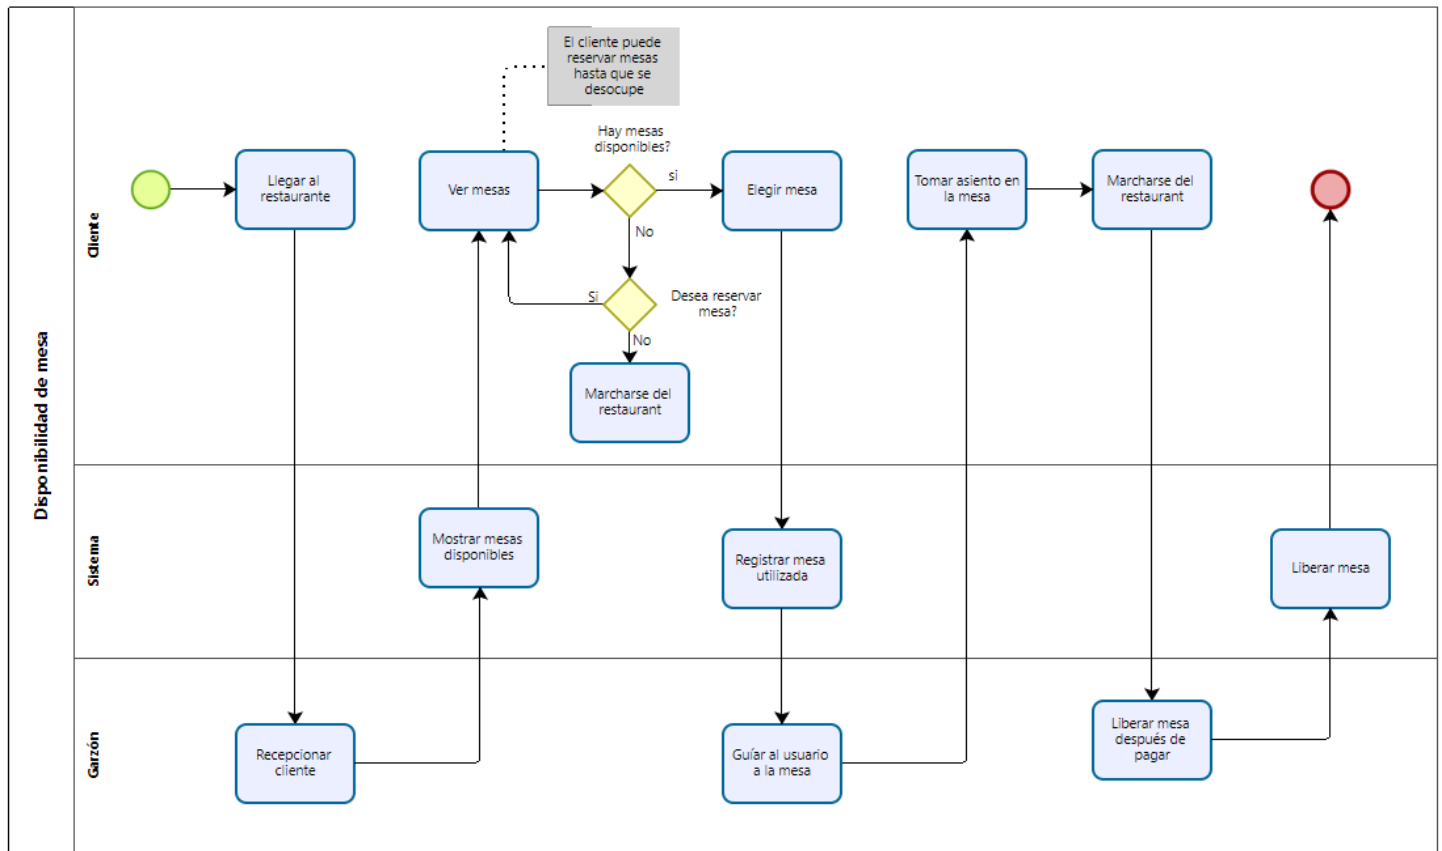 Disponibilidad de mesa
Cliente
El cliente puede
reservar mesas
hasta que se
desocupe
Hay mesas
disponibles?
Llegar al
restaurante
Ver mesas
si
Elegir mesa
Tomar asiento en
la mesa
Marcharse del
restaurant
No
Si
Desea reservar
mesa?
No
Marcharse del
restaurant
Sistema
Mostrar mesas
disponibles
Registrar mesa
utilizada
Liberar mesa
Garzón
Recepcionar
cliente
Guíar al usuario
a la mesa
Liberar mesa
después de
pagar